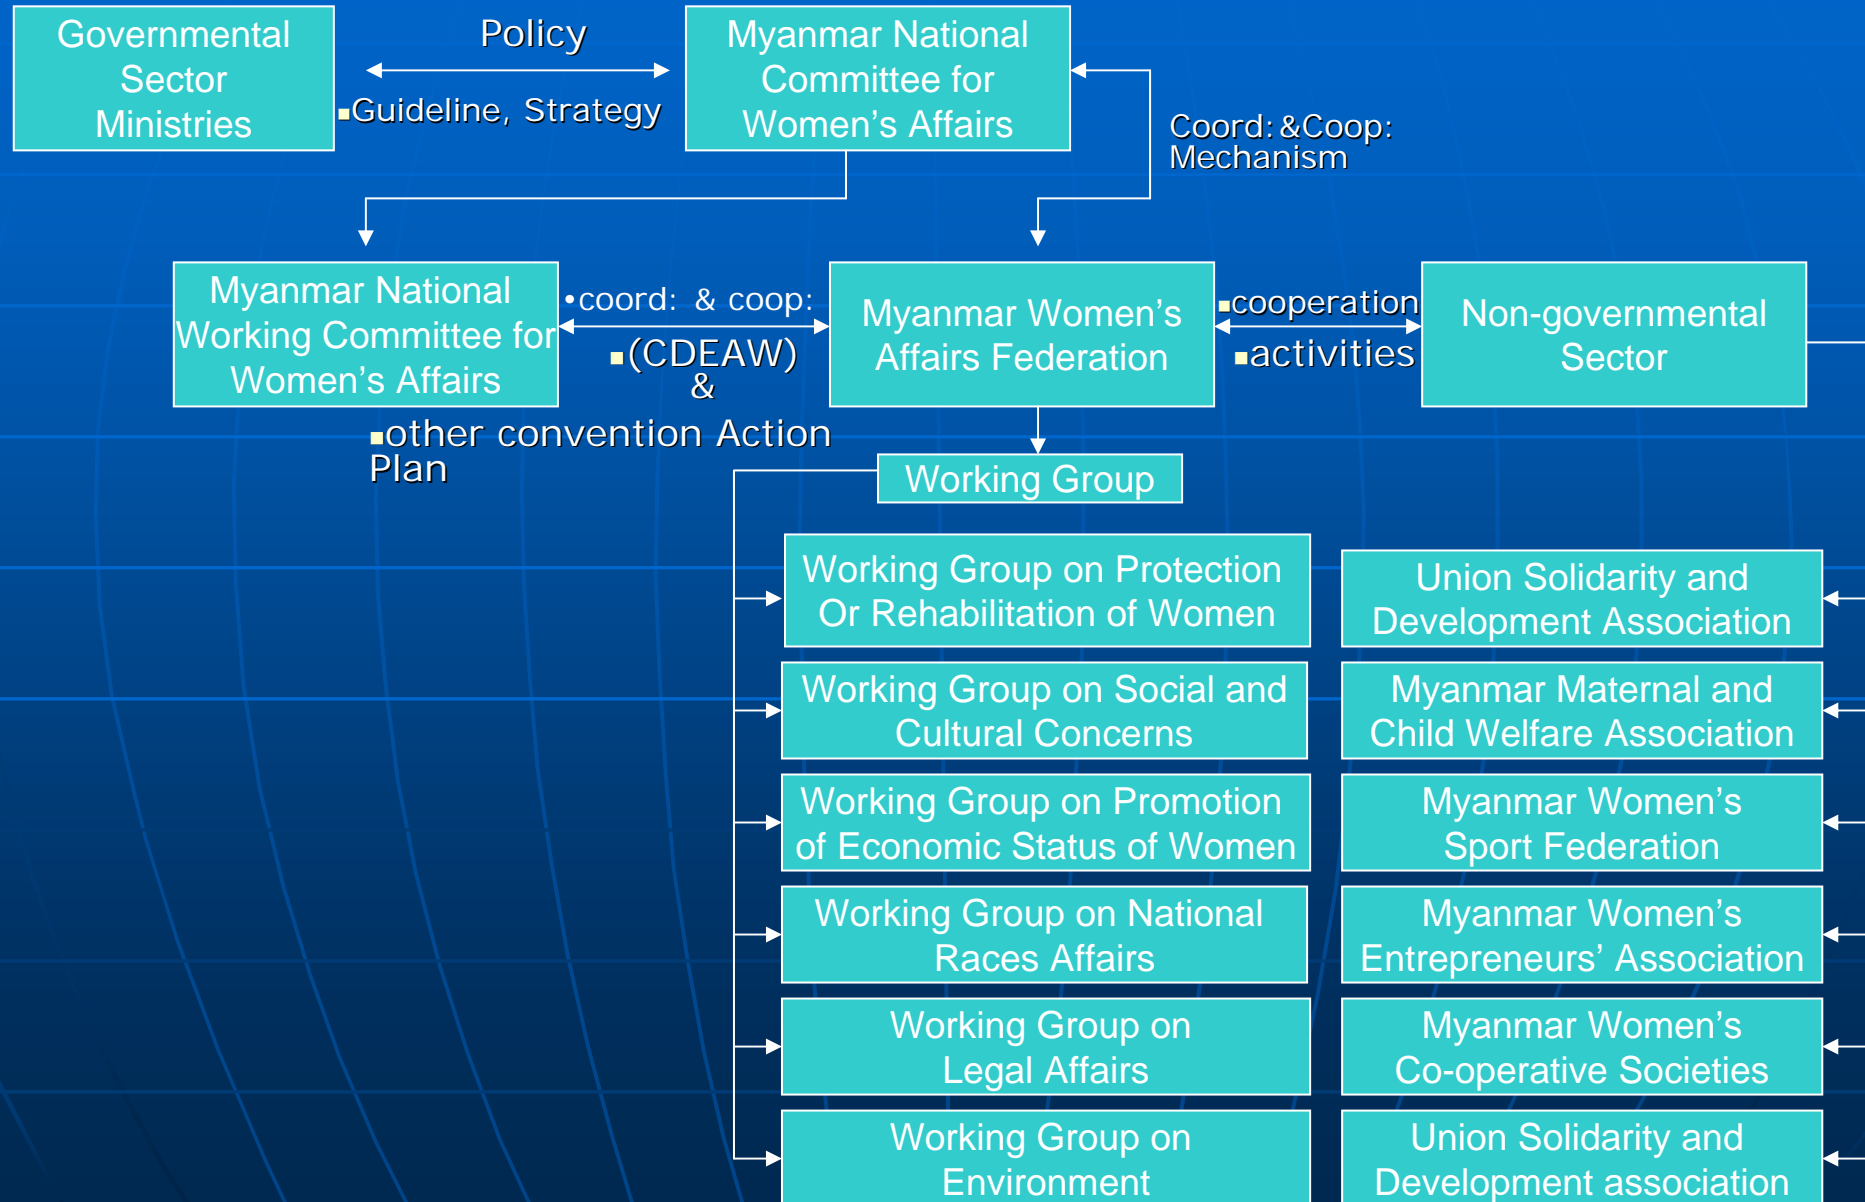 Governmental
Sector
Ministries
Policy
Guideline, Strategy
Myanmar National
Committee for
Women's Affairs
Coord: &Coop:
Mechanism
Myanmar National
Working Committee for
Women's Affairs
•coord: & coop:
(CDEAW)
&
other convention Action
Plan
Myanmar Women's
Affairs Federation
cooperation
activities
Non-governmental
Sector
Working Group
Working Group on Protection
Or Rehabilitation of Women
Working Group on Social and
Cultural Concerns
Working Group on Promotion
of Economic Status of Women
Working Group on National
Races Affairs
Working Group on
Legal Affairs
Working Group on
Environment
Union Solidarity and
Development Association
Myanmar Maternal and
Child Welfare Association
Myanmar Women's
Sport Federation
Myanmar Women's
Entrepreneurs' Association
Myanmar Women's
Co-operative Societies
Union Solidarity and
Development association